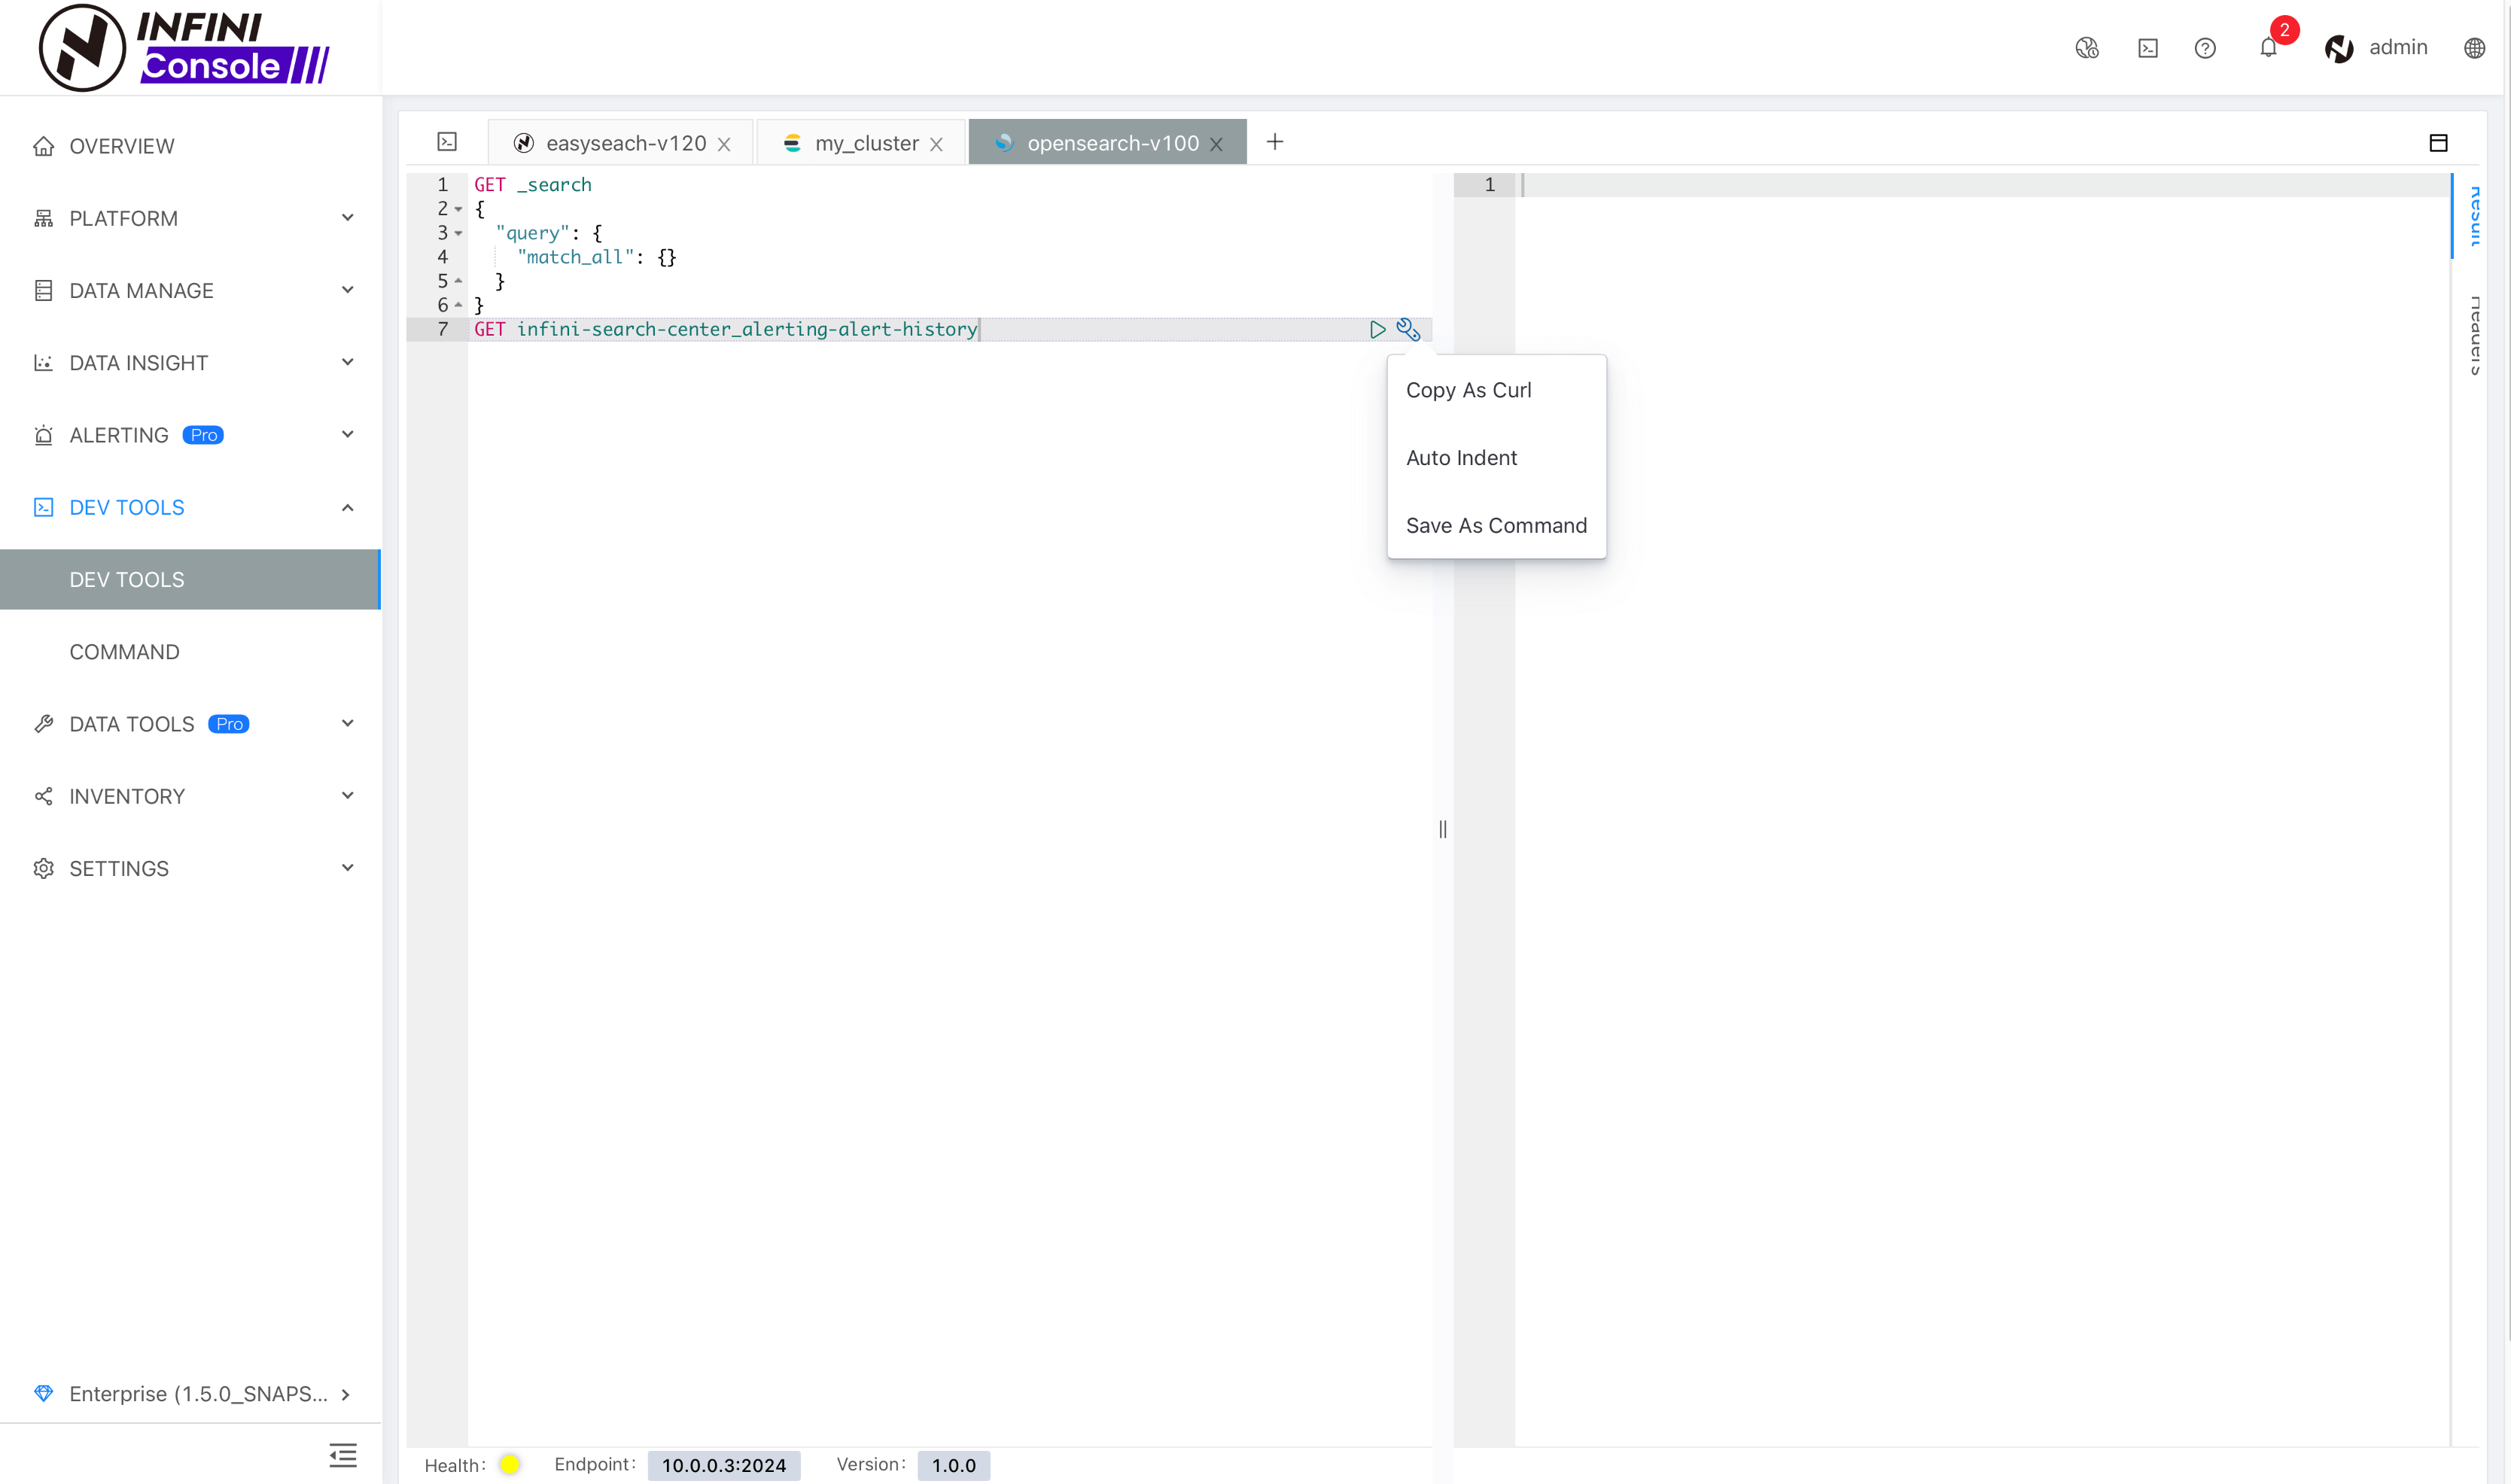 INFINI
Console
2
admin
OVERVIEW
PLATFORM
DATA MANAGE
DATA INSIGHT
ALERTING Pro
DEV TOOLS
DEV TOOLS
COMMAND
DATA TOOLS Pro
INVENTORY
SETTINGS
Enterprise (1.5.0_SNAPS...
easyseach-v120
my_cluster
opensearch-v100
1 GET _search
2 {
3 "query": {
4 "match_all": {}
5 }
6 }
7 GET infini-search-center_alerting-alert-history
Copy As Curl
Auto Indent
Save As Command
1
Result
Headers
Health:
Endpoint: 10.0.0.3:2024
Version: 1.0.0